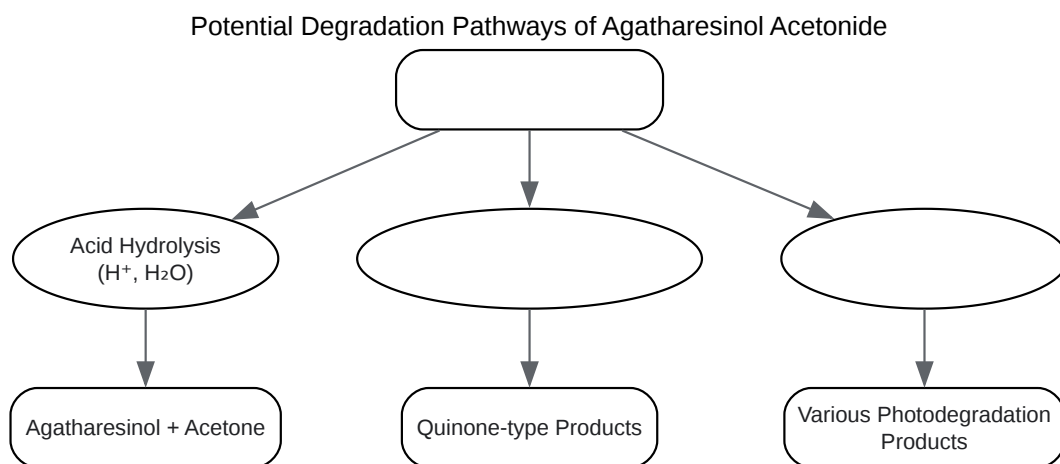 Potential Degradation Pathways of Agatharesinol Acetonide
Acid Hydrolysis
(H⁺, H₂O)
Agatharesinol + Acetone
Quinone-type Products
Various Photodegradation
Products